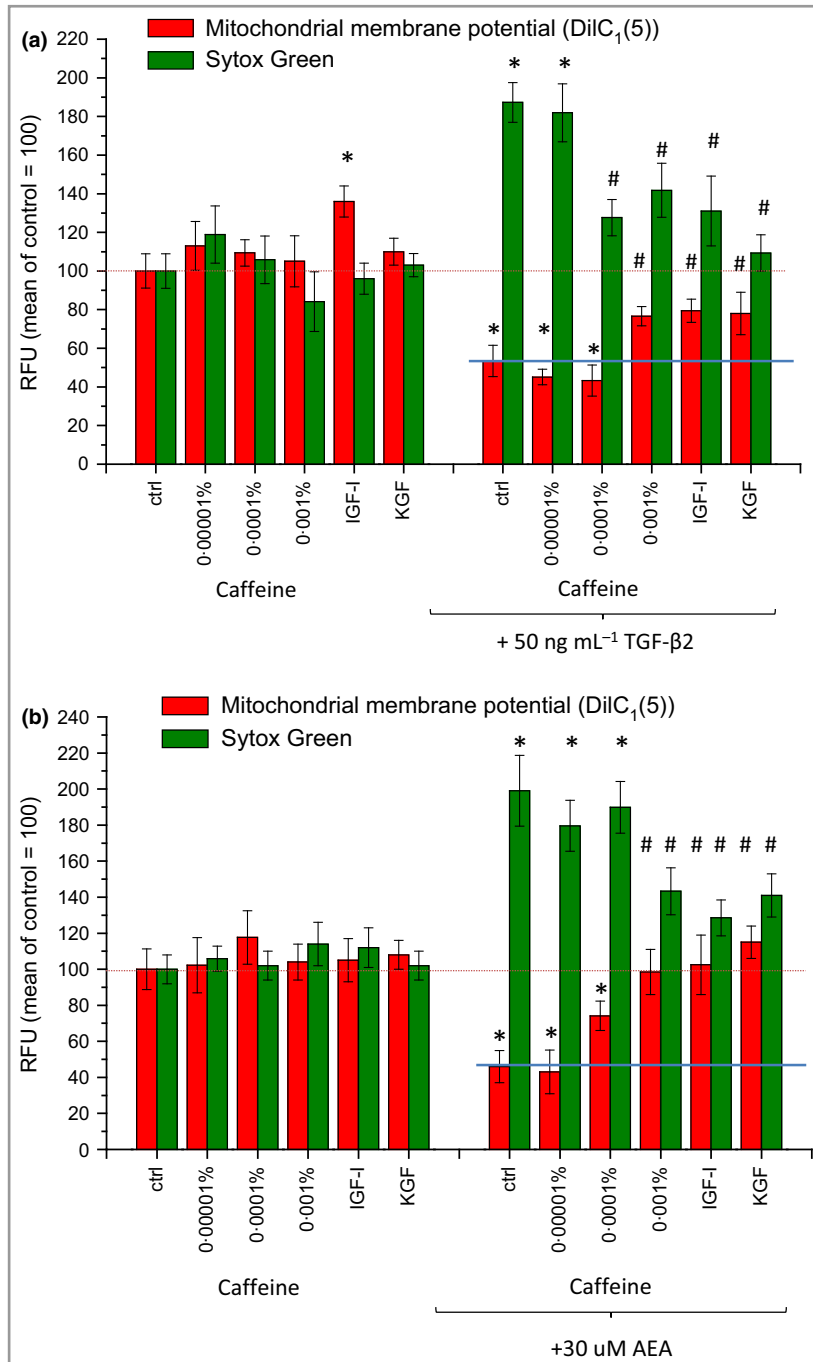 (a)
Mitochondrial membrane potential (DilC1(5))
Sytox Green
220
200
180
160
140
120
100
80
60
40
20
0
RFU (mean of control = 100)
*
* *
# # # #
# # #
* * *
ctrl 0·00001% 0·0001% 0·001% IGF-I KGF ctrl 0·00001% 0·0001% 0·001% IGF-I KGF
Caffeine Caffeine
+ 50 ng mL–1 TGF-β2
(b)
Mitochondrial membrane potential (DilC1(5))
Sytox Green
240
220
200
180
160
140
120
100
80
60
40
20
0
RFU (mean of control = 100)
* * *
# # # # # #
* * *
ctrl 0·00001% 0·0001% 0·001% IGF-I KGF ctrl 0·00001% 0·0001% 0·001% IGF-I KGF
Caffeine Caffeine
+30 uM AEA